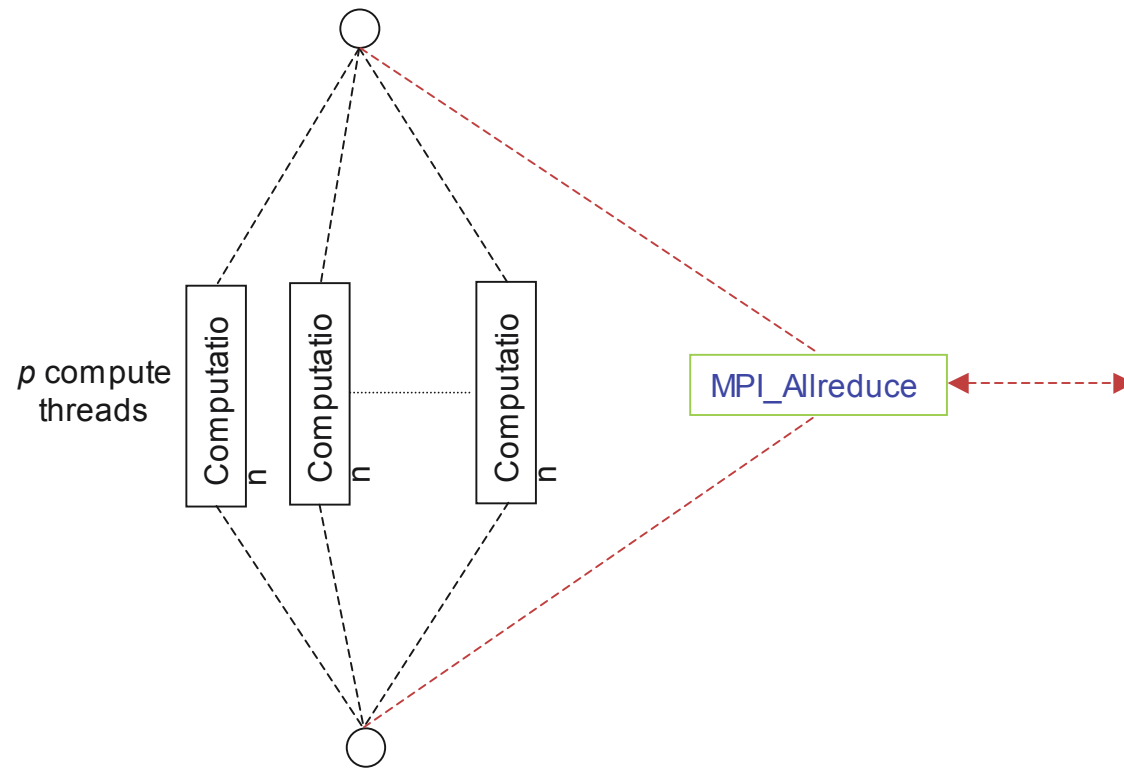 p compute
threads
Computatio
n
Computatio
n
Computatio
n
MPI_Allreduce